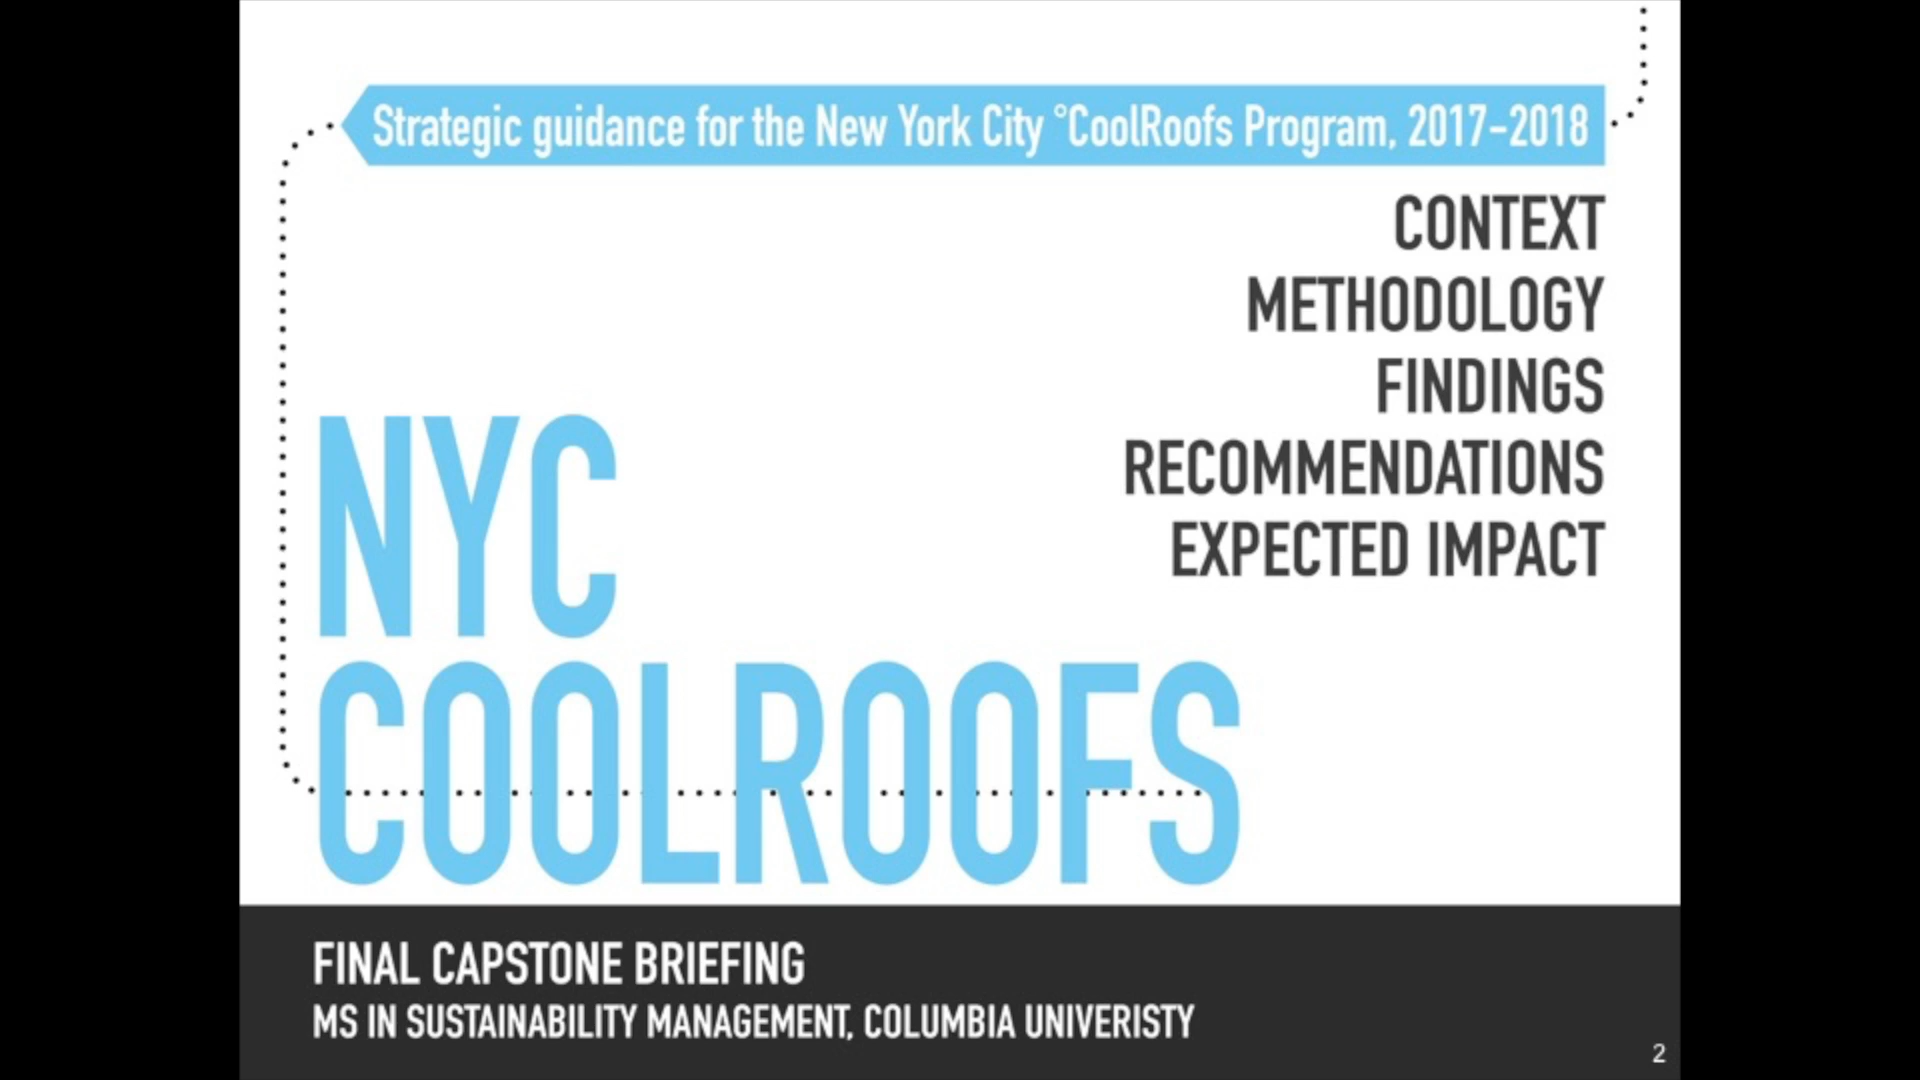 Strategic guidance for the New York City °CoolRoofs Program, 2017-2018
CONTEXT
METHODOLOGY
FINDINGS
RECOMMENDATIONS
EXPECTED IMPACT
NYC
COOLROOFS
FINAL CAPSTONE BRIEFING
MS IN SUSTAINABILITY MANAGEMENT, COLUMBIA UNIVERISTY
2